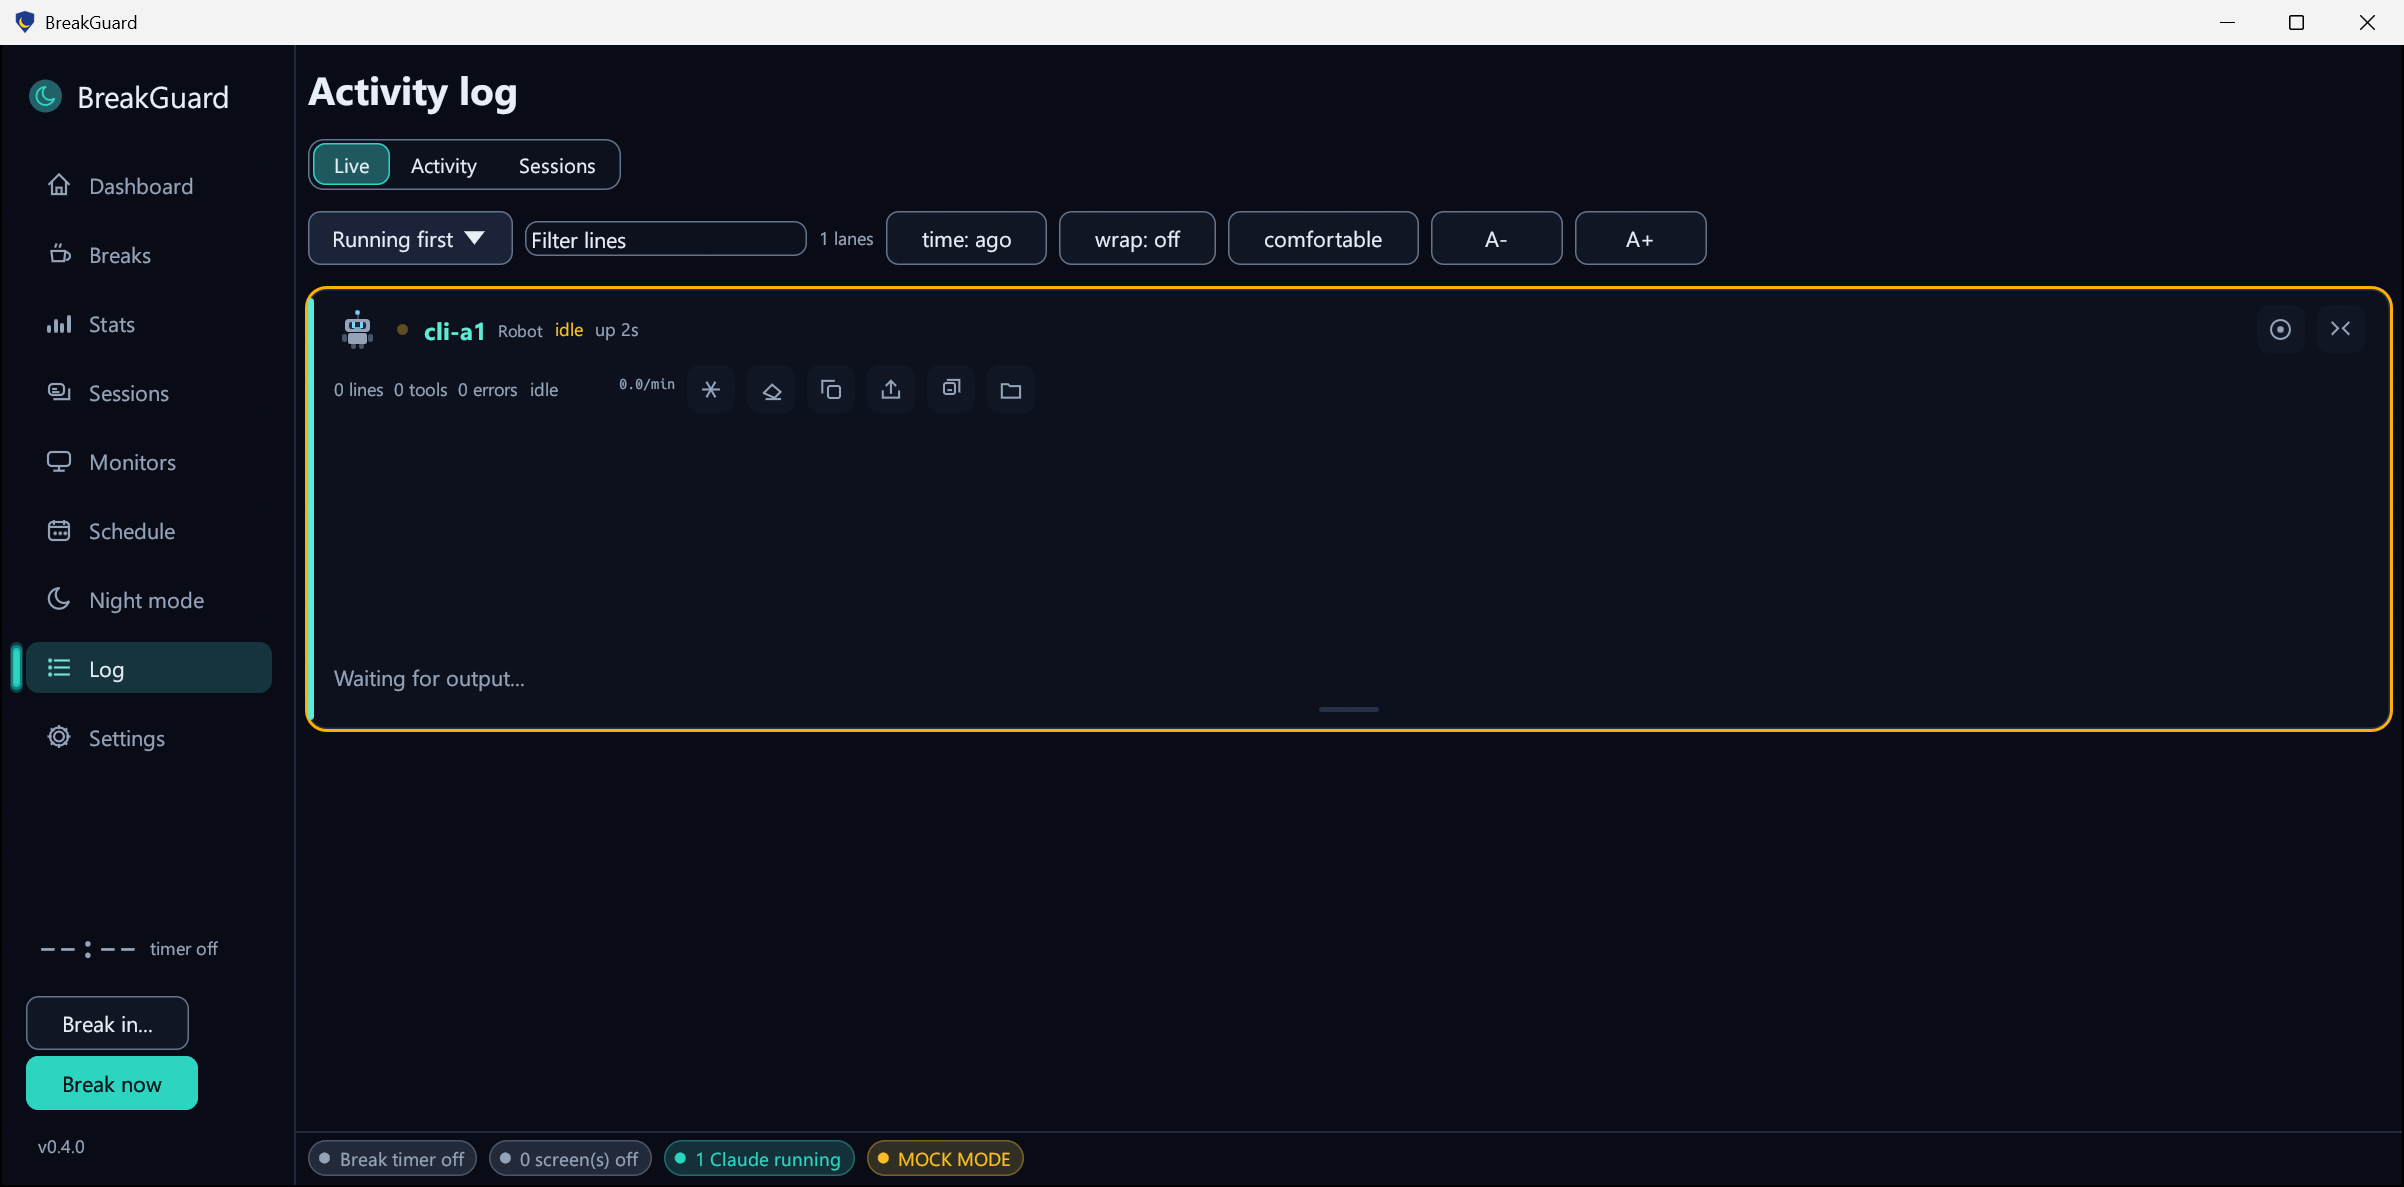 BreakGuard
BreakGuard
Dashboard
Breaks
Stats
Sessions
Monitors
Schedule
Night mode
Log
Settings
--:-- timer off
Break in...
Break now
v0.4.0
Activity log
Live Activity Sessions
Running first Filter lines 1 lanes time: ago wrap: off comfortable A- A+
cli-a1 Robot idle up 2s
0 lines 0 tools 0 errors idle 0.0/min
Waiting for output...
Break timer off 0 screen(s) off 1 Claude running MOCK MODE